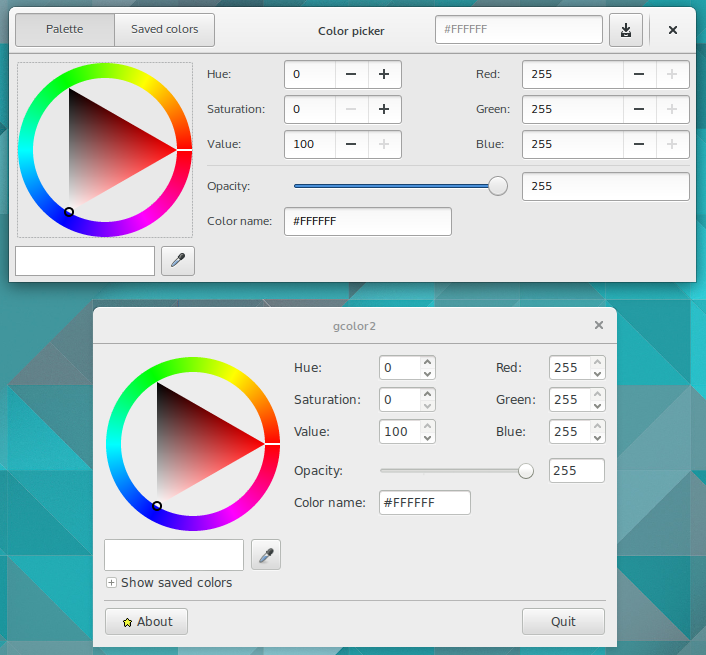 Palette Saved colors Color picker #FFFFFF
Hue: 0 Red: 255
Saturation: 0 Green: 255
Value: 100 Blue: 255
Opacity: 255
Color name: #FFFFFF
gcolor2
Hue: 0 Red: 255
Saturation: 0 Green: 255
Value: 100 Blue: 255
Opacity: 255
Color name: #FFFFFF
Show saved colors
About Quit